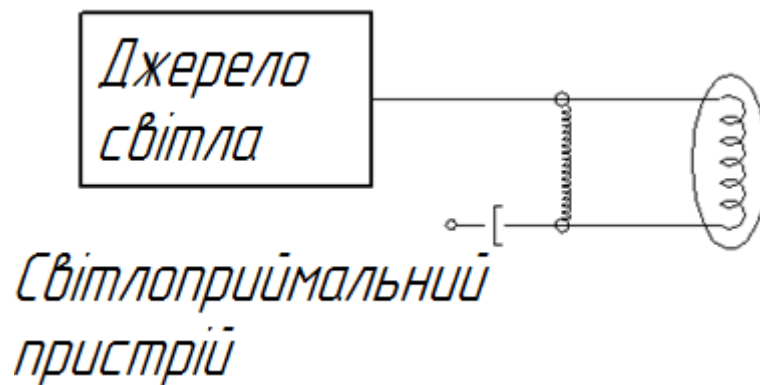 Джерело
світла
Світлоприймальний
пристрій